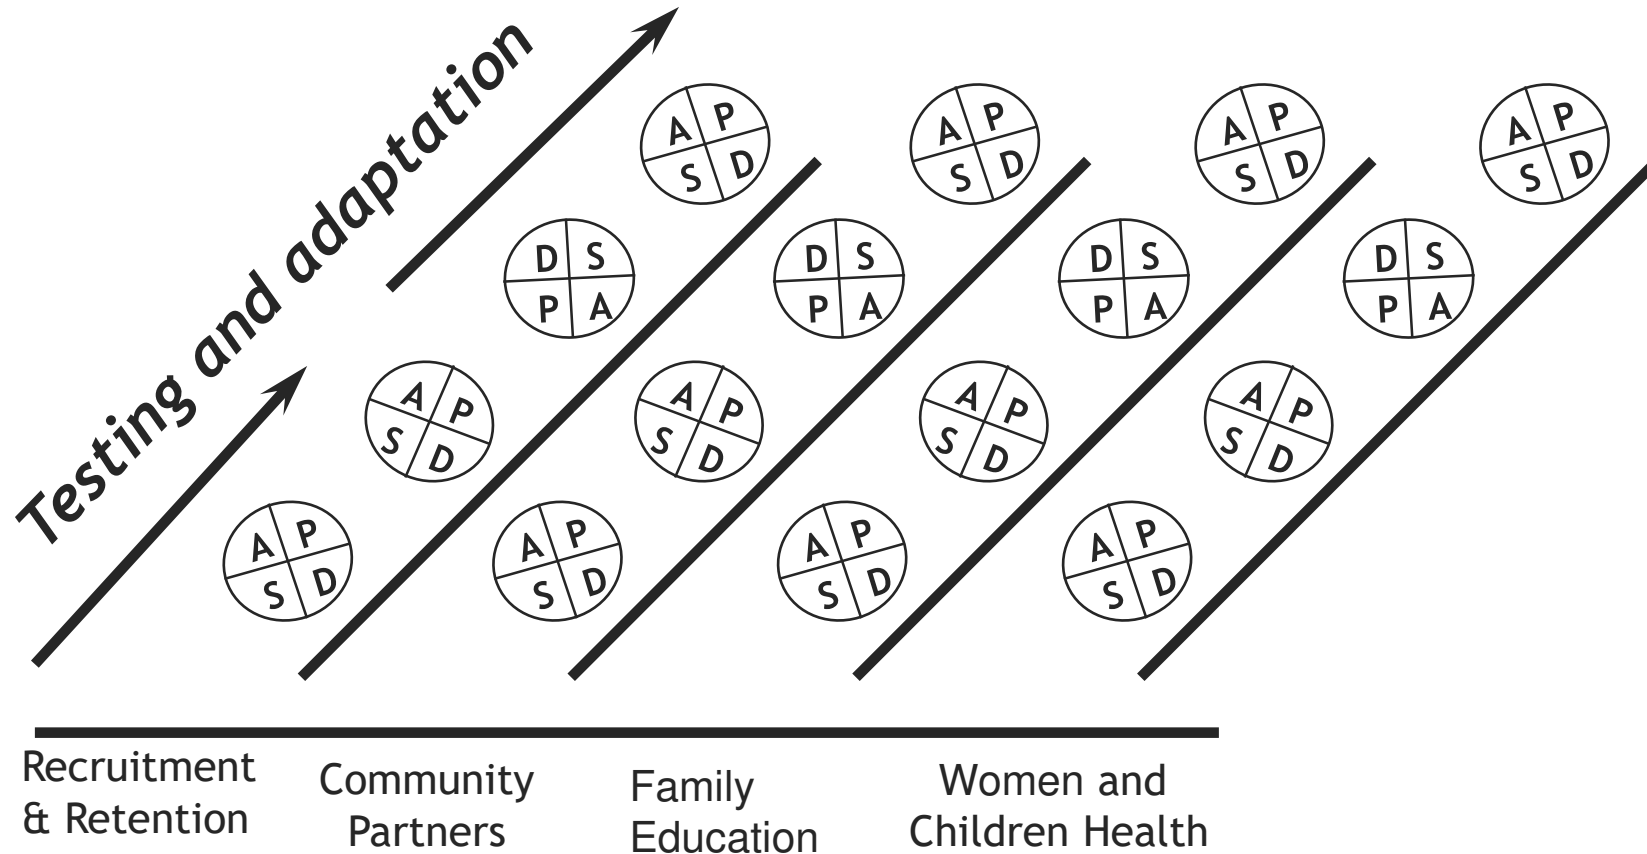 Testing and adaptation
A P
S D
A P
S D
A P
S D
A P
S D
D S
P A
D S
P A
D S
P A
D S
P A
A P
S D
A P
S D
A P
S D
A P
S D
A P
S D
A P
S D
A P
S D
A P
S D
Recruitment
& Retention
Community
Partners
Family
Education
Women and
Children Health